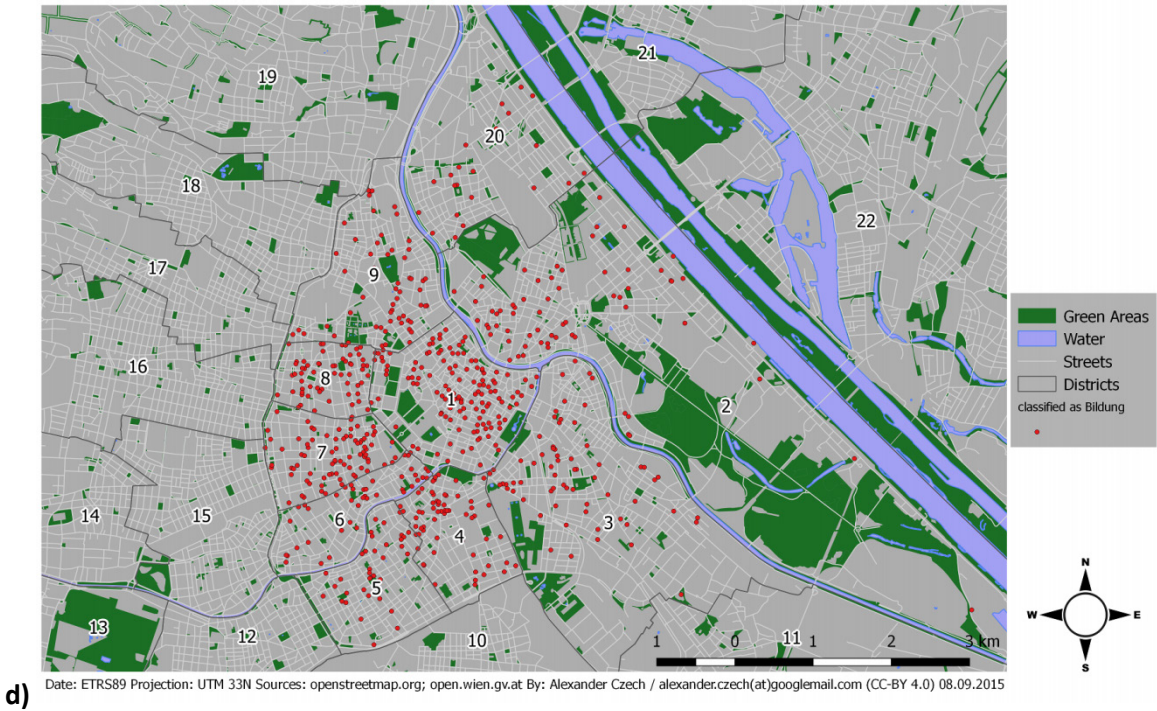 21
19
20
18
22
9
17
16
8
1
2
7
14
15
6
3
4
5
13
12
10
11
1 0 1 2 3 km
Green Areas
Water
Streets
Districts
classified as Bildung
N
W E
S
d) Date: ETRS89 Projection: UTM 33N Sources: openstreetmap.org; open.wien.gv.at By: Alexander Czech / alexander.czech(at)googlemail.com (CC-BY 4.0) 08.09.2015